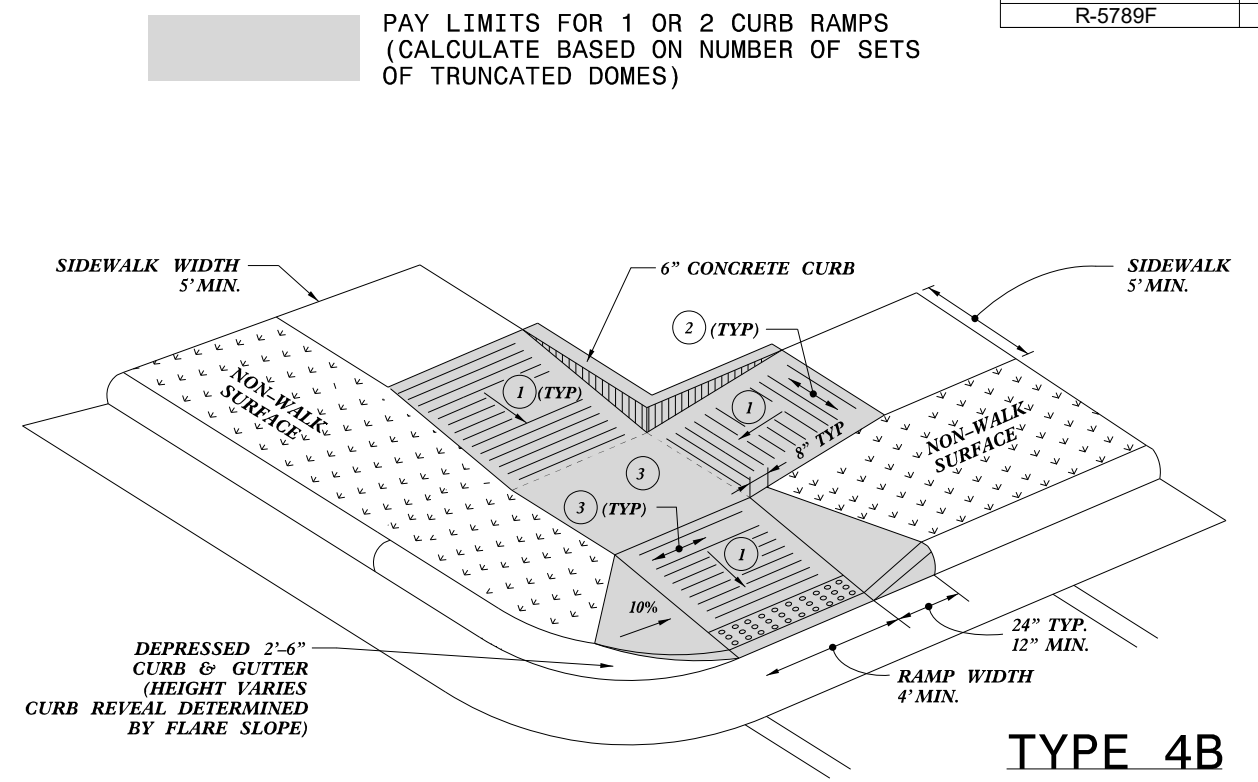 R-5789F
PAY LIMITS FOR 1 OR 2 CURB RAMPS
(CALCULATE BASED ON NUMBER OF SETS
OF TRUNCATED DOMES)
SIDEWALK WIDTH
5' MIN.
6" CONCRETE CURB
SIDEWALK
5' MIN.
2 (TYP)
1 (TYP)
1
NON-WALK
SURFACE
8" TYP
NON-WALK
SURFACE
3
3 (TYP)
1
10%
DEPRESSED 2'-6"
CURB & GUTTER
(HEIGHT VARIES
CURB REVEAL DETERMINED
BY FLARE SLOPE)
24" TYP.
12" MIN.
RAMP WIDTH
4' MIN.
TYPE 4B